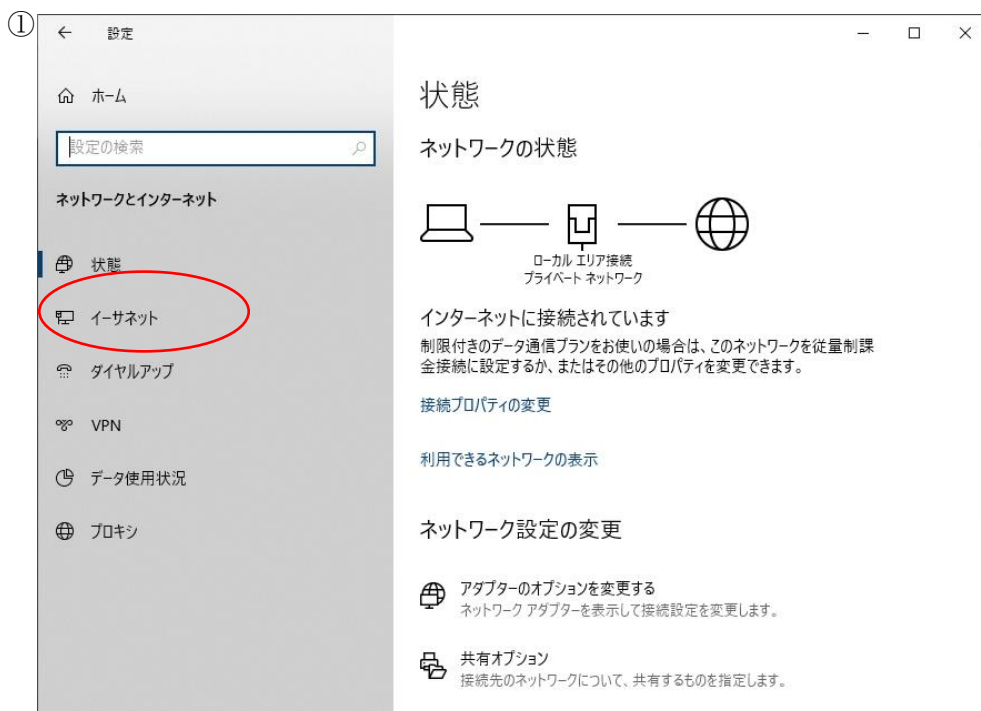 ①
設定
ホーム
設定の検索
ネットワークとインターネット
状態
イーサネット
ダイヤルアップ
VPN
データ使用状況
プロキシ
状態
ネットワークの状態
ローカル エリア接続
プライベート ネットワーク
インターネットに接続されています
制限付きのデータ通信プランをお使いの場合は、このネットワークを従量制課
金接続に設定するか、またはその他のプロパティを変更できます。
接続プロパティの変更
利用できるネットワークの表示
ネットワーク設定の変更
アダプターのオプションを変更する
ネットワーク アダプターを表示して接続設定を変更します。
共有オプション
接続先のネットワークについて、共有するものを指定します。